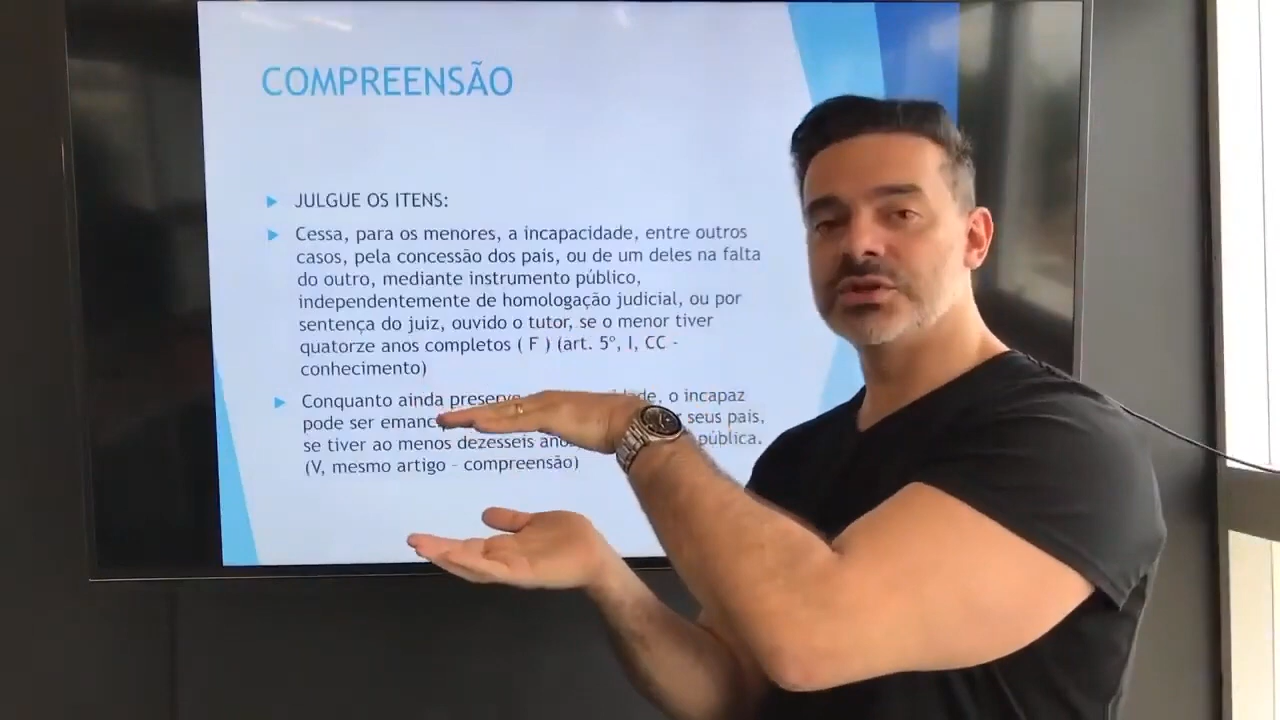 COMPREENSÃO
JULGUE OS ITENS:
Cessa, para os menores, a incapacidade, entre outros
casos, pela concessão dos pais, ou de um deles na falta
do outro, mediante instrumento público,
independentemente de homologação judicial, ou por
sentença do juiz, ouvido o tutor, se o menor tiver
quatorze anos completos ( F ) (art. 5º, I, CC -
conhecimento)
Conquanto ainda preserve o incapaz
pode ser seus pais,
se tiver ao menos dezesseis pública.
(V, mesmo artigo – compreensão)